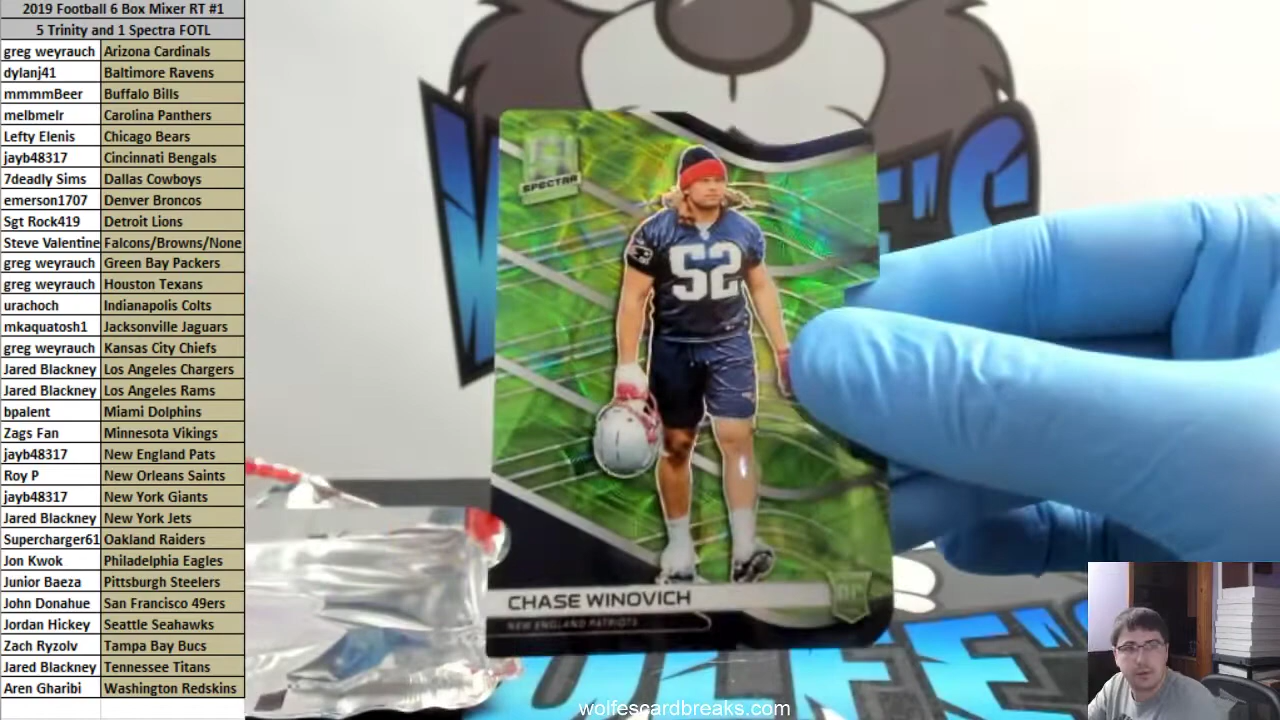 2019 Football 6 Box Mixer RT #1
5 Trinity and 1 Spectra FOTL
greg weyrauch Arizona Cardinals
dylanj41 Baltimore Ravens
mmmmBeer Buffalo Bills
melbmelr Carolina Panthers
Lefty Elenis Chicago Bears
jayb48317 Cincinnati Bengals
7deadly Sims Dallas Cowboys
emerson1707 Denver Broncos
Sgt Rock419 Detroit Lions
Steve Valentine Falcons/Browns/None
greg weyrauch Green Bay Packers
greg weyrauch Houston Texans
urachoch Indianapolis Colts
mkaquatosh1 Jacksonville Jaguars
greg weyrauch Kansas City Chiefs
Jared Blackney Los Angeles Chargers
Jared Blackney Los Angeles Rams
bpalent Miami Dolphins
Zags Fan Minnesota Vikings
jayb48317 New England Pats
Roy P New Orleans Saints
jayb48317 New York Giants
Jared Blackney New York Jets
Supercharger61 Oakland Raiders
Jon Kwok Philadelphia Eagles
Junior Baeza Pittsburgh Steelers
John Donahue San Francisco 49ers
Jordan Hickey Seattle Seahawks
Zach Ryzolv Tampa Bay Bucs
Jared Blackney Tennessee Titans
Aren Gharibi Washington Redskins
SPECTRA
52
CHASE WINOVICH
NEW ENGLAND PATRIOTS
RC
wolfescardbreaks.com